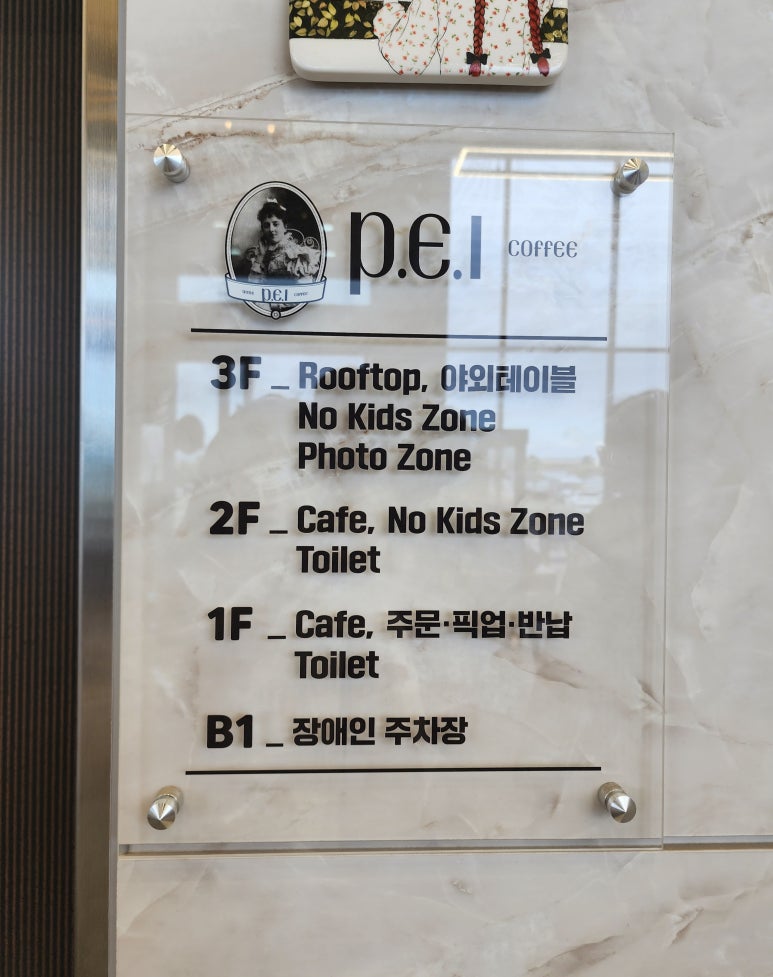 p.e.i coffee
p.e.i coffee
3F _ Rooftop, 야외테이블
No Kids Zone
Photo Zone
2F _ Cafe, No Kids Zone
Toilet
1F _ Cafe, 주문·픽업·반납
Toilet
B1 _ 장애인 주차장